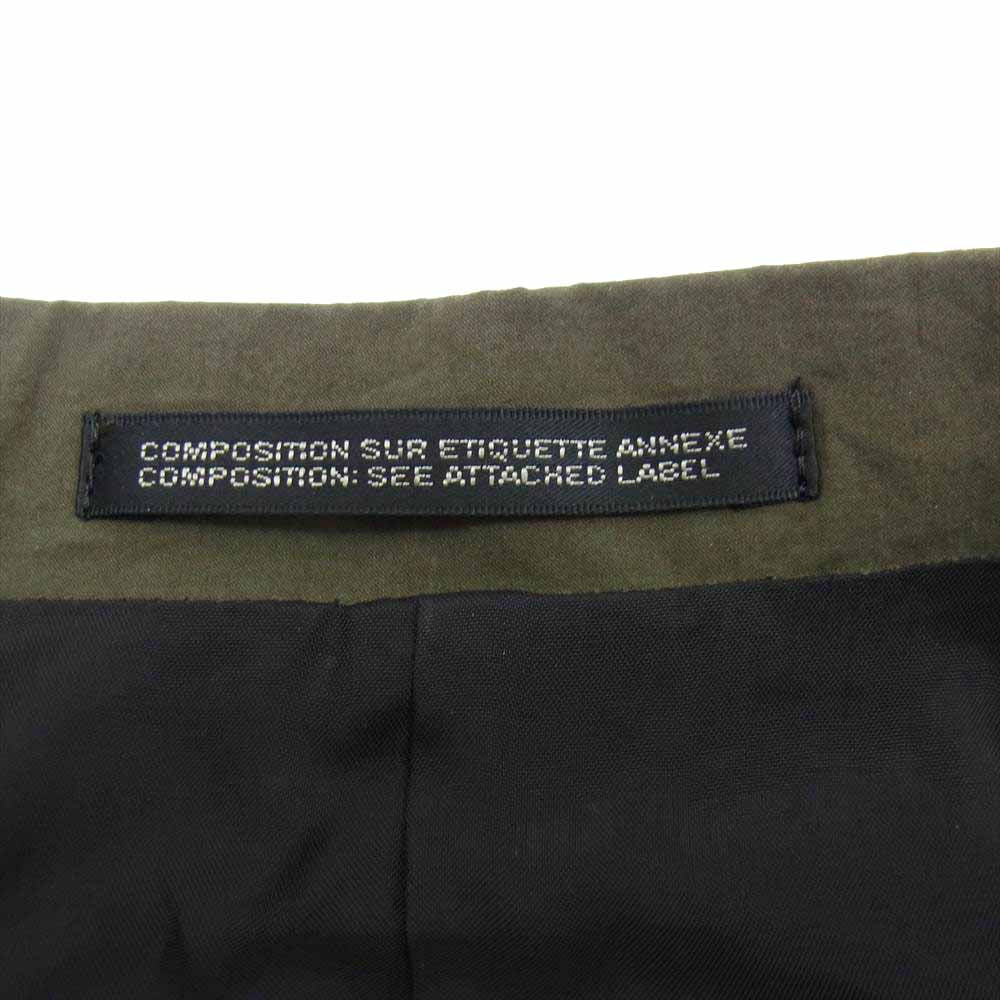 COMPOSITION SUR ETIQUETTE ANNEXE
COMPOSITION: SEE ATTACHED LABEL